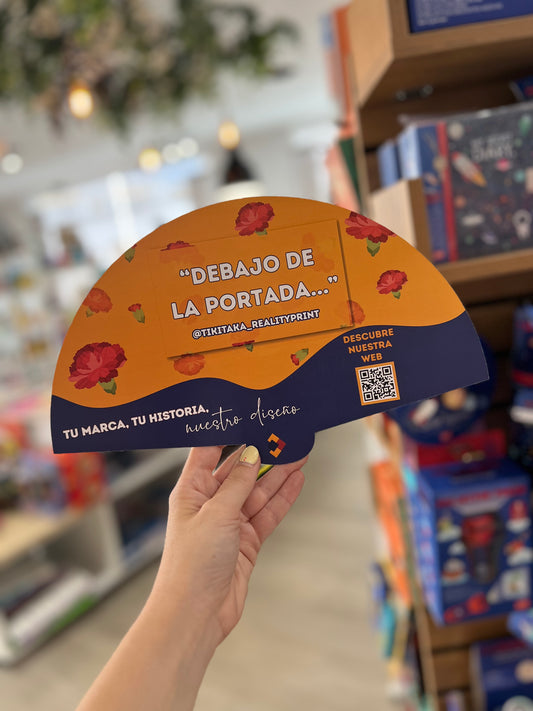 “DEBAJO DE
LA PORTADA...”
@TIKITAKA_REALITYPRINT
DESCUBRE
NUESTRA
WEB
TU MARCA, TU HISTORIA, nuestro diseño